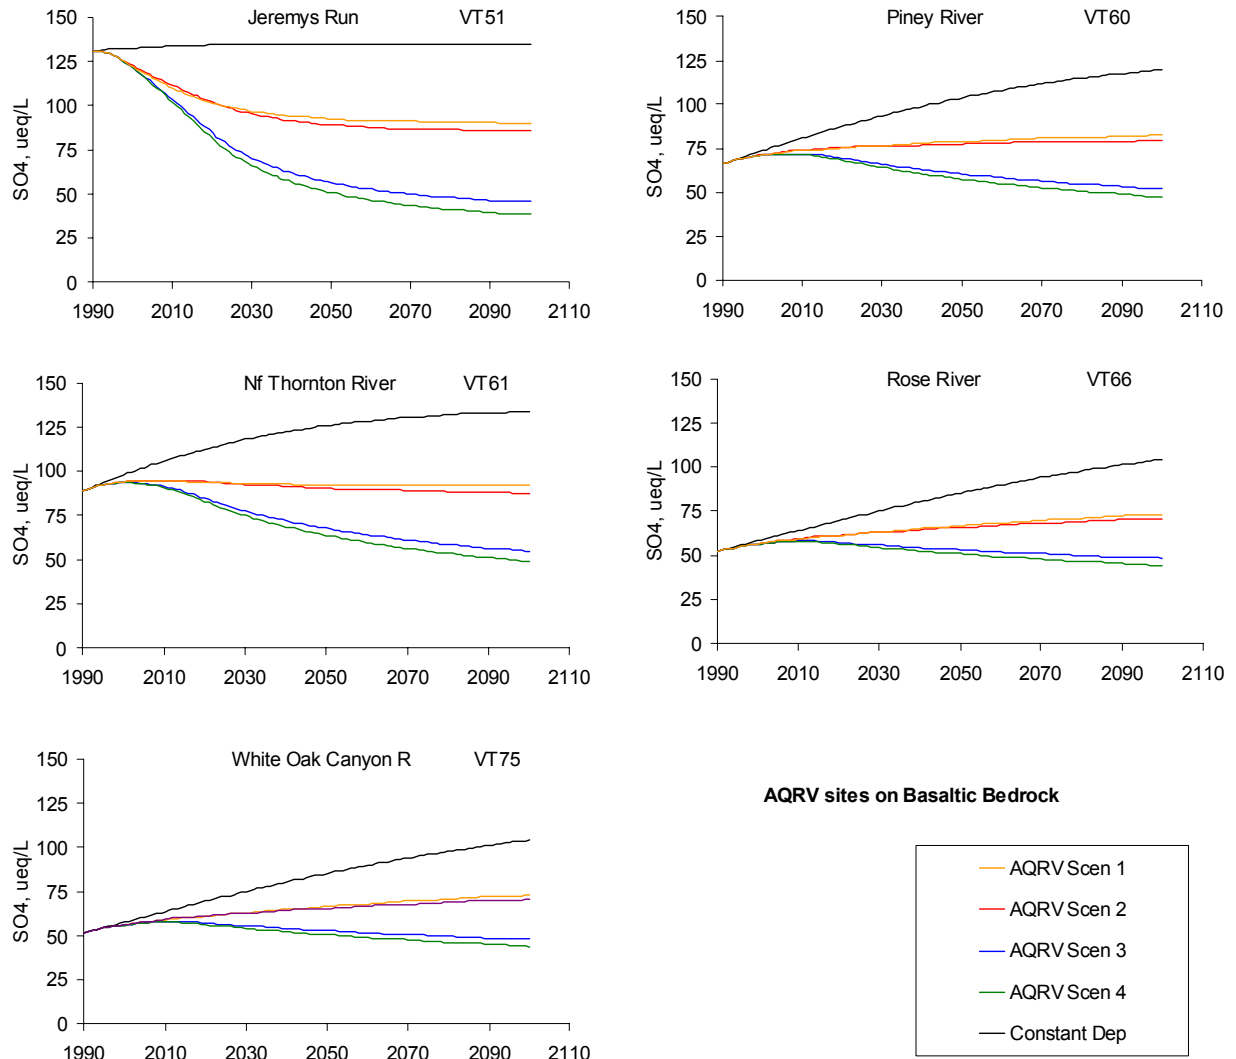 Jeremys Run VT51
SO4, ueq/L
150
125
100
75
50
25
0
1990 2010 2030 2050 2070 2090 2110
Piney River VT60
SO4, ueq/L
150
125
100
75
50
25
0
1990 2010 2030 2050 2070 2090 2110
Nf Thornton River VT61
SO4, ueq/L
150
125
100
75
50
25
0
1990 2010 2030 2050 2070 2090 2110
Rose River VT66
SO4, ueq/L
150
125
100
75
50
25
0
1990 2010 2030 2050 2070 2090 2110
White Oak Canyon R VT75
SO4, ueq/L
150
125
100
75
50
25
0
1990 2010 2030 2050 2070 2090 2110
AQRV sites on Basaltic Bedrock
AQRV Scen 1
AQRV Scen 2
AQRV Scen 3
AQRV Scen 4
Constant Dep